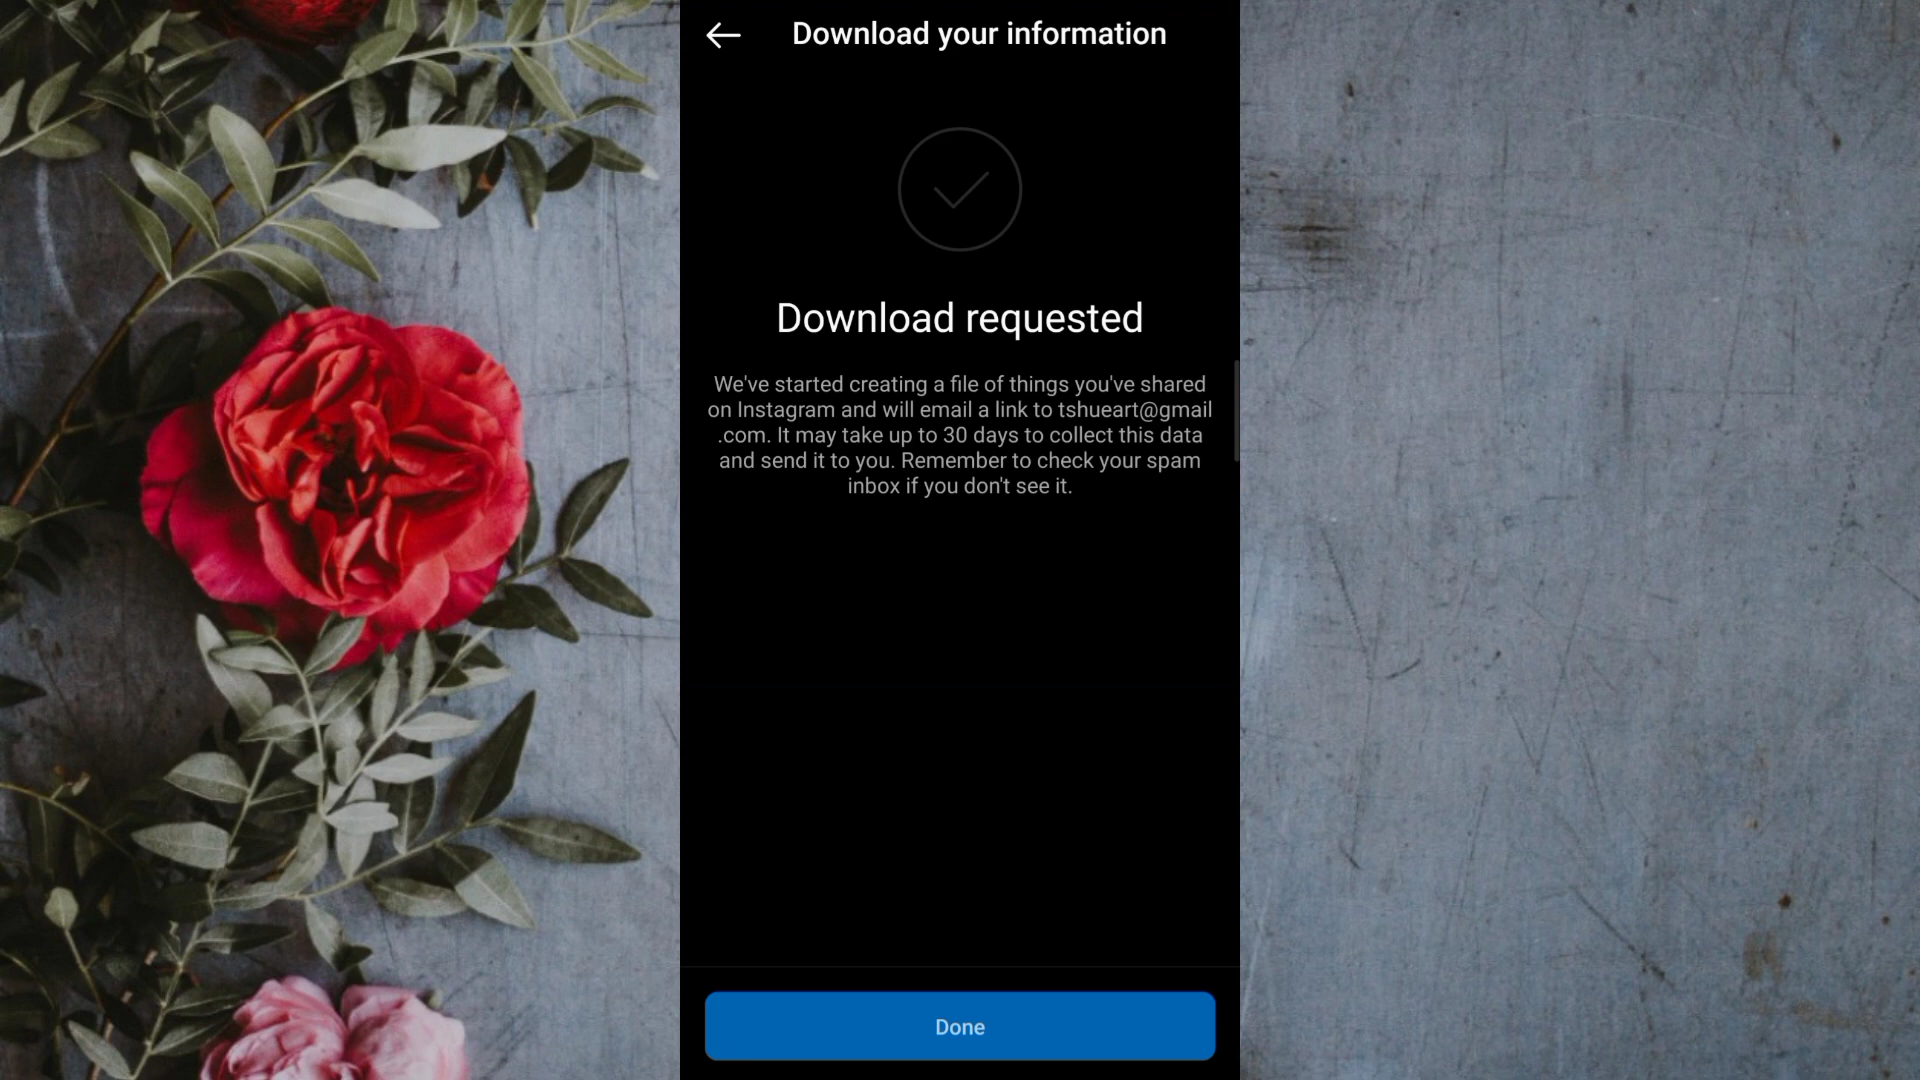 Download your information
Download requested
We've started creating a file of things you've shared
on Instagram and will email a link to tshueart@gmail
.com. It may take up to 30 days to collect this data
and send it to you. Remember to check your spam
inbox if you don't see it.
Done